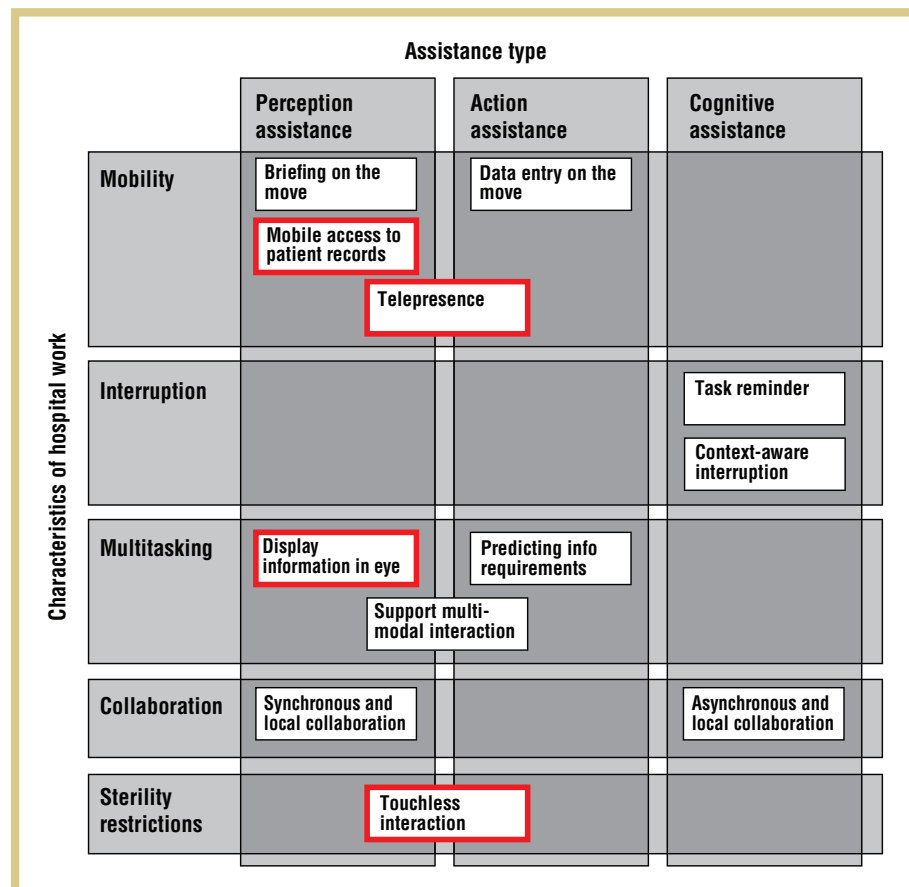 Assistance type
Perception
assistance
Action
assistance
Cognitive
assistance
Characteristics of hospital work
Mobility
Briefing on the
move
Data entry on the
move
Mobile access to
patient records
Telepresence
Interruption
Task reminder
Context-aware
interruption
Multitasking
Display
information in eye
Predicting info
requirements
Support multi-
modal interaction
Collaboration
Synchronous and
local collaboration
Asynchronous and
local collaboration
Sterility
restrictions
Touchless
interaction